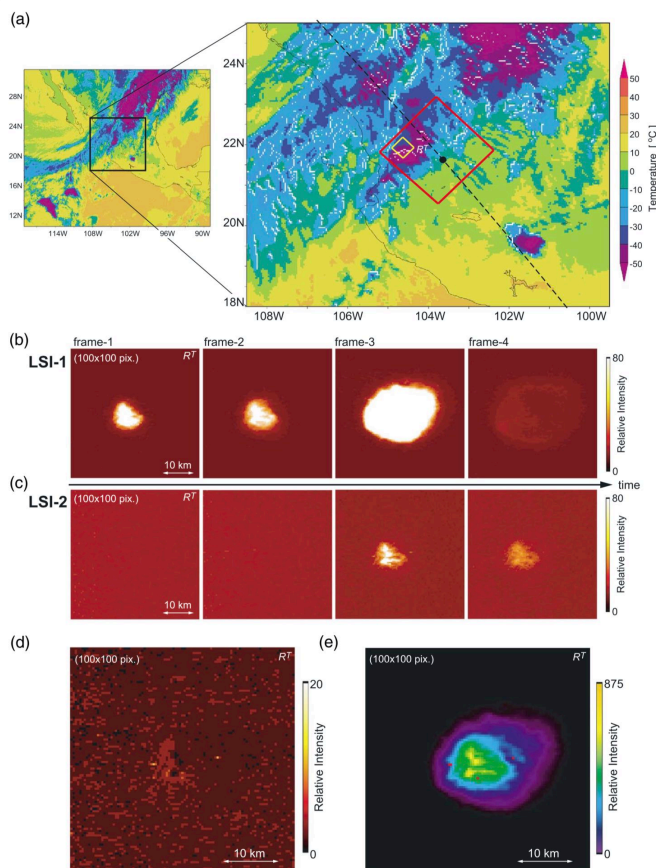 (a)
28N
24N
20N
16N
12N
114W 108W 102W 96W 90W
24N
22N
20N
18N
108W 106W 104W 102W 100W
R
50
40
30
20
10
0
-10
-20
-30
-40
-50
Temperature [°C]
(b)
LSI-1
frame-1 frame-2 frame-3 frame-4
(100x100 pix.) Rᵀ
10 km
80
0
Relative Intensity
time
(c)
LSI-2
(100x100 pix.) Rᵀ
10 km
80
0
Relative Intensity
(d)
(100x100 pix.) Rᵀ
10 km
20
0
Relative Intensity
(e)
(100x100 pix.) Rᵀ
10 km
875
0
Relative Intensity